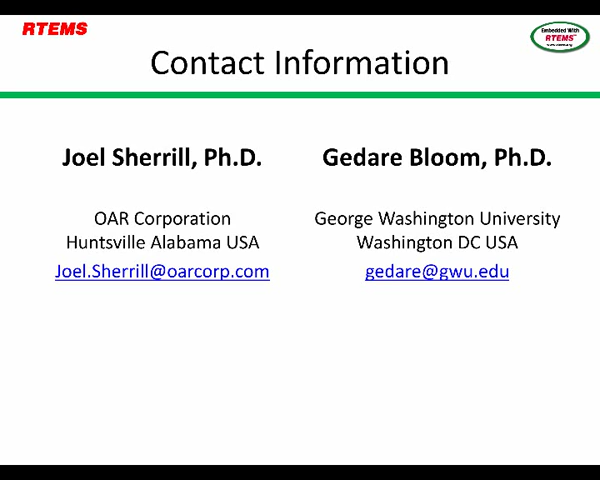 RTEMS
Embedded With
RTEMS
Contact Information
Joel Sherrill, Ph.D.
OAR Corporation
Huntsville Alabama USA
Joel.Sherrill@oarcorp.com
Gedare Bloom, Ph.D.
George Washington University
Washington DC USA
gedare@gwu.edu